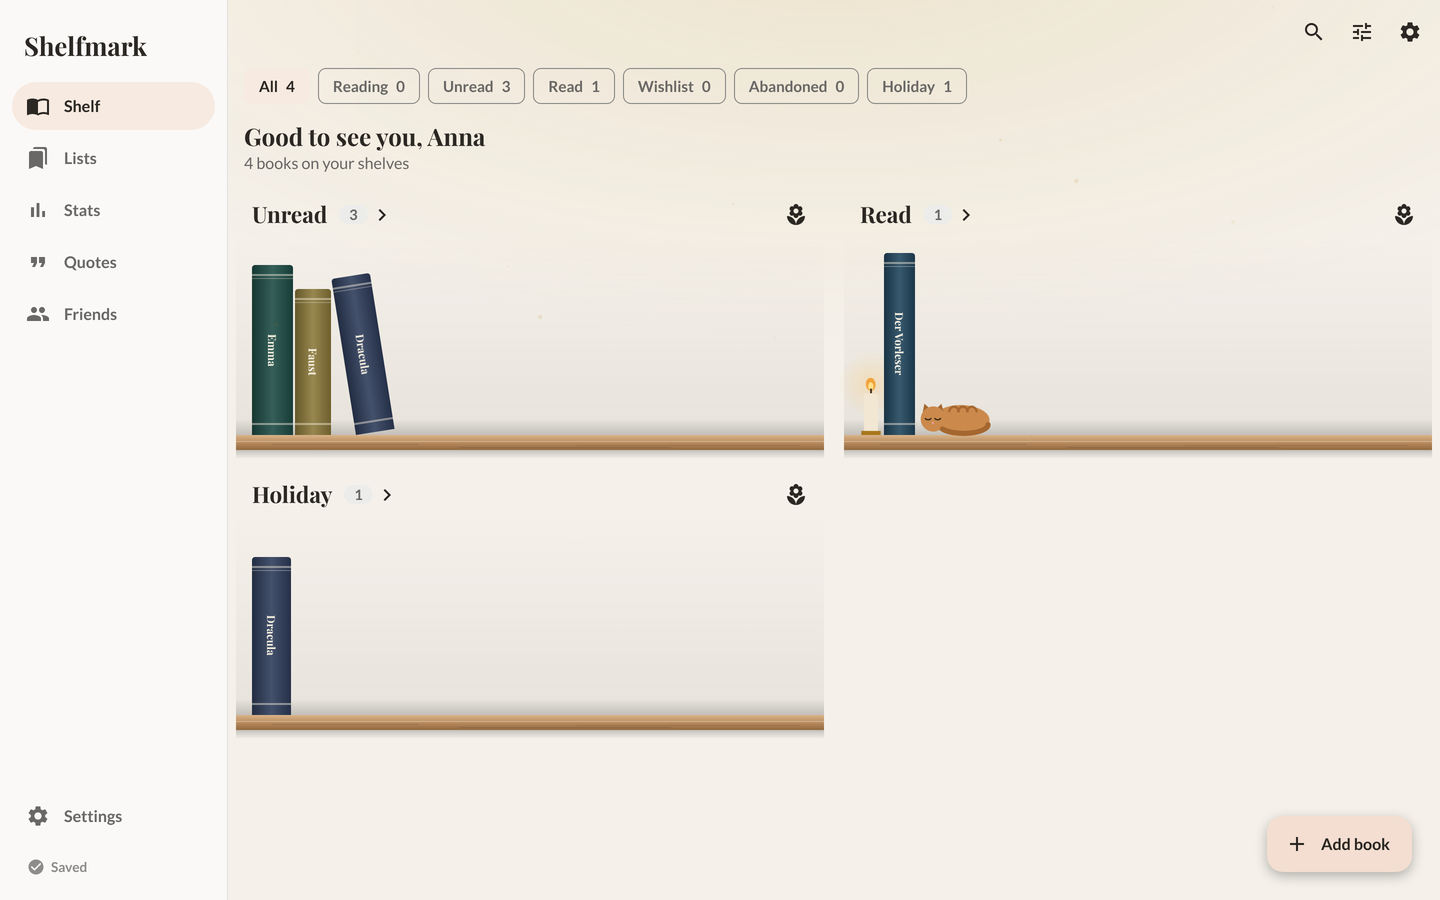 Shelfmark
Shelf
Lists
Stats
Quotes
Friends
Settings
Saved
All 4
Reading 0
Unread 3
Read 1
Wishlist 0
Abandoned 0
Holiday 1
Good to see you, Anna
4 books on your shelves
Unread 3
Emma
Faust
Dracula
Read 1
Der Vorleser
Holiday 1
Dracula
Add book